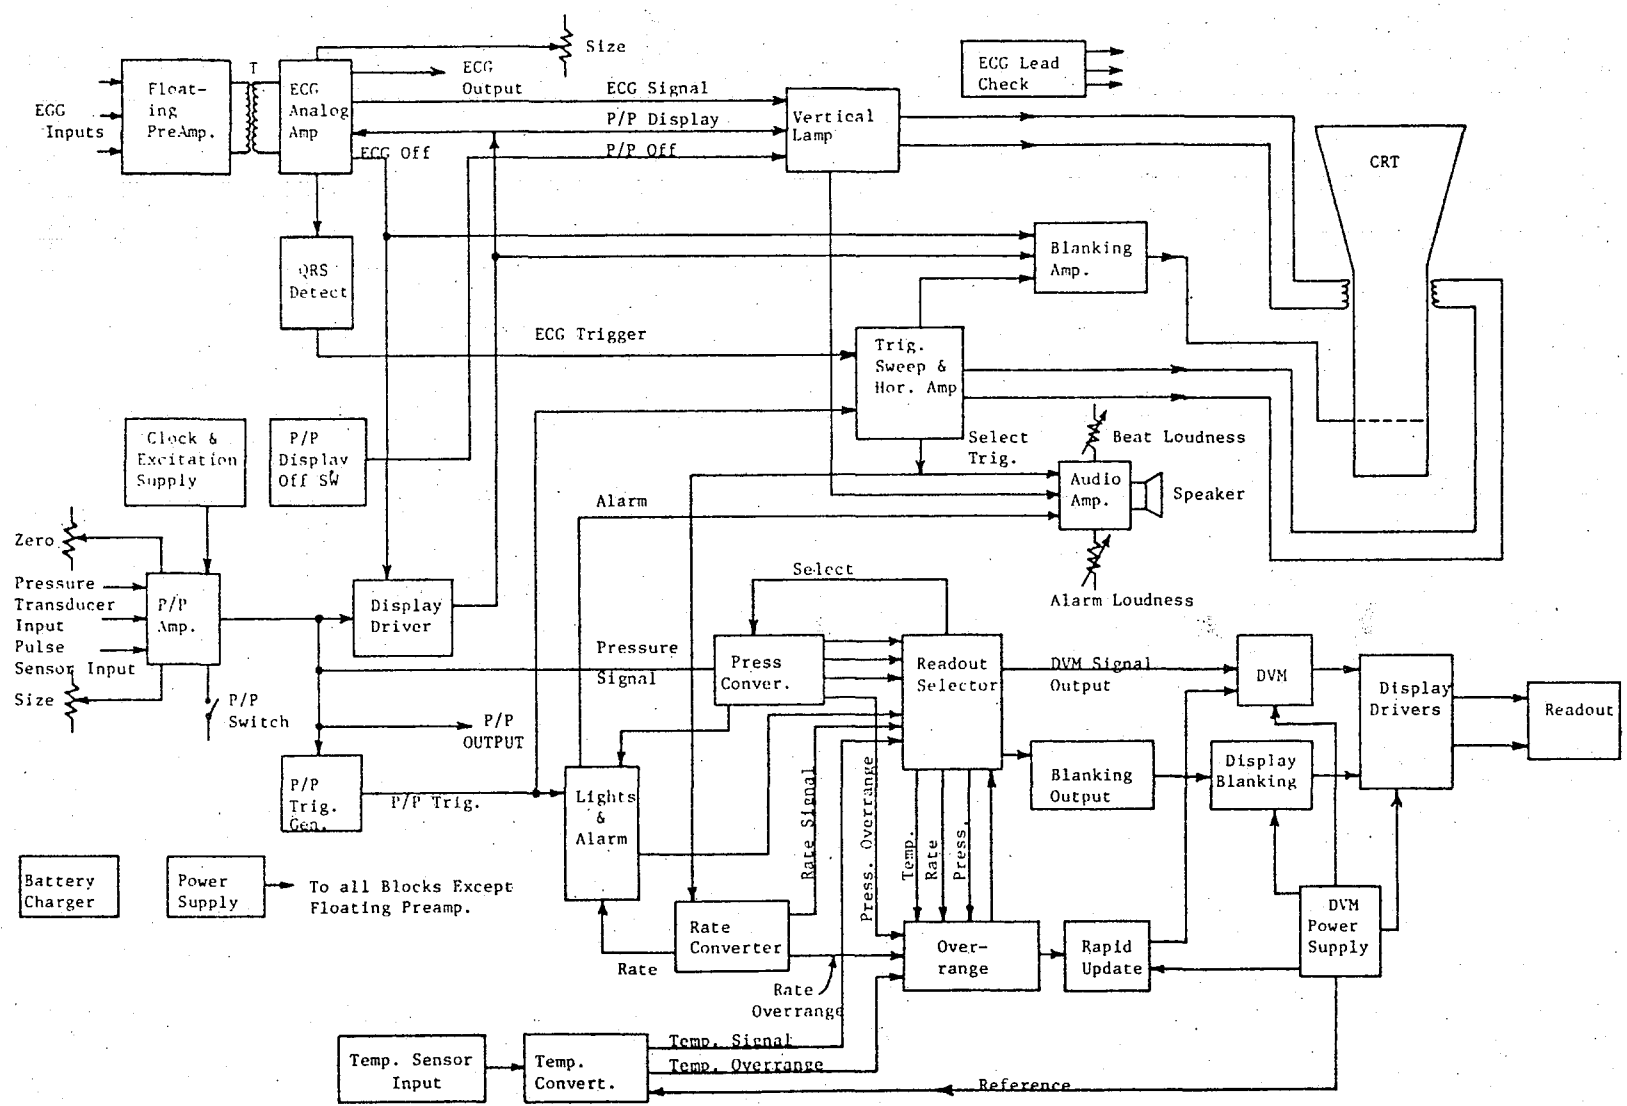 Size
ECG Lead
Check
EGG
Inputs
Float-
ing
PreAmp.
T
ECG
Analog
Amp
ECG
Output
ECG Signal
P/P Display
P/P Off
ECG Off
Vertical
Lamp
CRT
QRS
Detect
Blanking
Amp.
ECG Trigger
Trig.
Sweep &
Hor. Amp
Clock &
Excitation
Supply
P/P
Display
Off SW
Select
Trig.
Beat Loudness
Audio
Amp.
Speaker
Alarm
Alarm Loudness
Zero
Pressure
Transducer
Input
Pulse
Sensor Input
Size
P/P
Amp.
P/P
Switch
Display
Driver
Select
Pressure
Signal
Press
Conver.
Readout
Selector
DVM Signal
Output
DVM
Display
Drivers
Readout
P/P
OUTPUT
P/P
Trig.
Gen.
P/P Trig.
Lights
&
Alarm
Rate Signal
Press. Overrange
Temp.
Rate
Press.
Blanking
Output
Display
Blanking
Battery
Charger
Power
Supply
To all Blocks Except
Floating Preamp.
Rate
Converter
Rate
Rate
Overrange
Over-
range
Rapid
Update
DVM
Power
Supply
Temp. Sensor
Input
Temp.
Convert.
Temp. Signal
Temp. Overrange
Reference